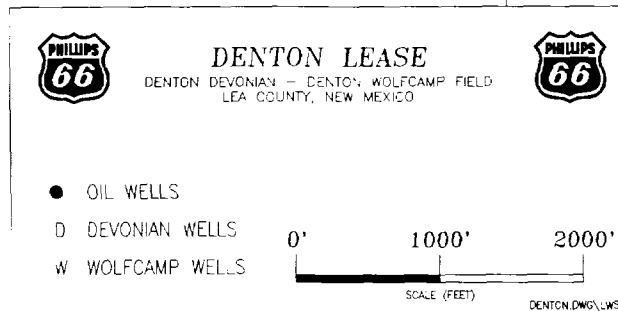 PHILLIPS
66
DENTON LEASE
DENTON DEVONIAN – DENTON WOLFCAMP FIELD
LEA COUNTY, NEW MEXICO
PHILLIPS
66
OIL WELLS
D DEVONIAN WELLS
W WOLFCAMP WELLS
0' 1000' 2000'
SCALE (FEET)
DENTON.DWG\LWS